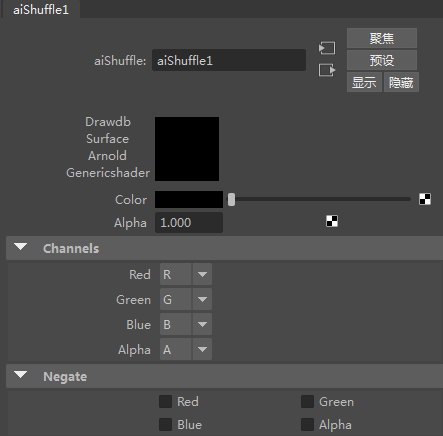 aiShuffle1
聚焦
aiShuffle: aiShuffle1
预设
显示 隐藏
Drawdb
Surface
Arnold
Genericshader
Color
Alpha 1.000
Channels
Red R
Green G
Blue B
Alpha A
Negate
Red Green
Blue Alpha